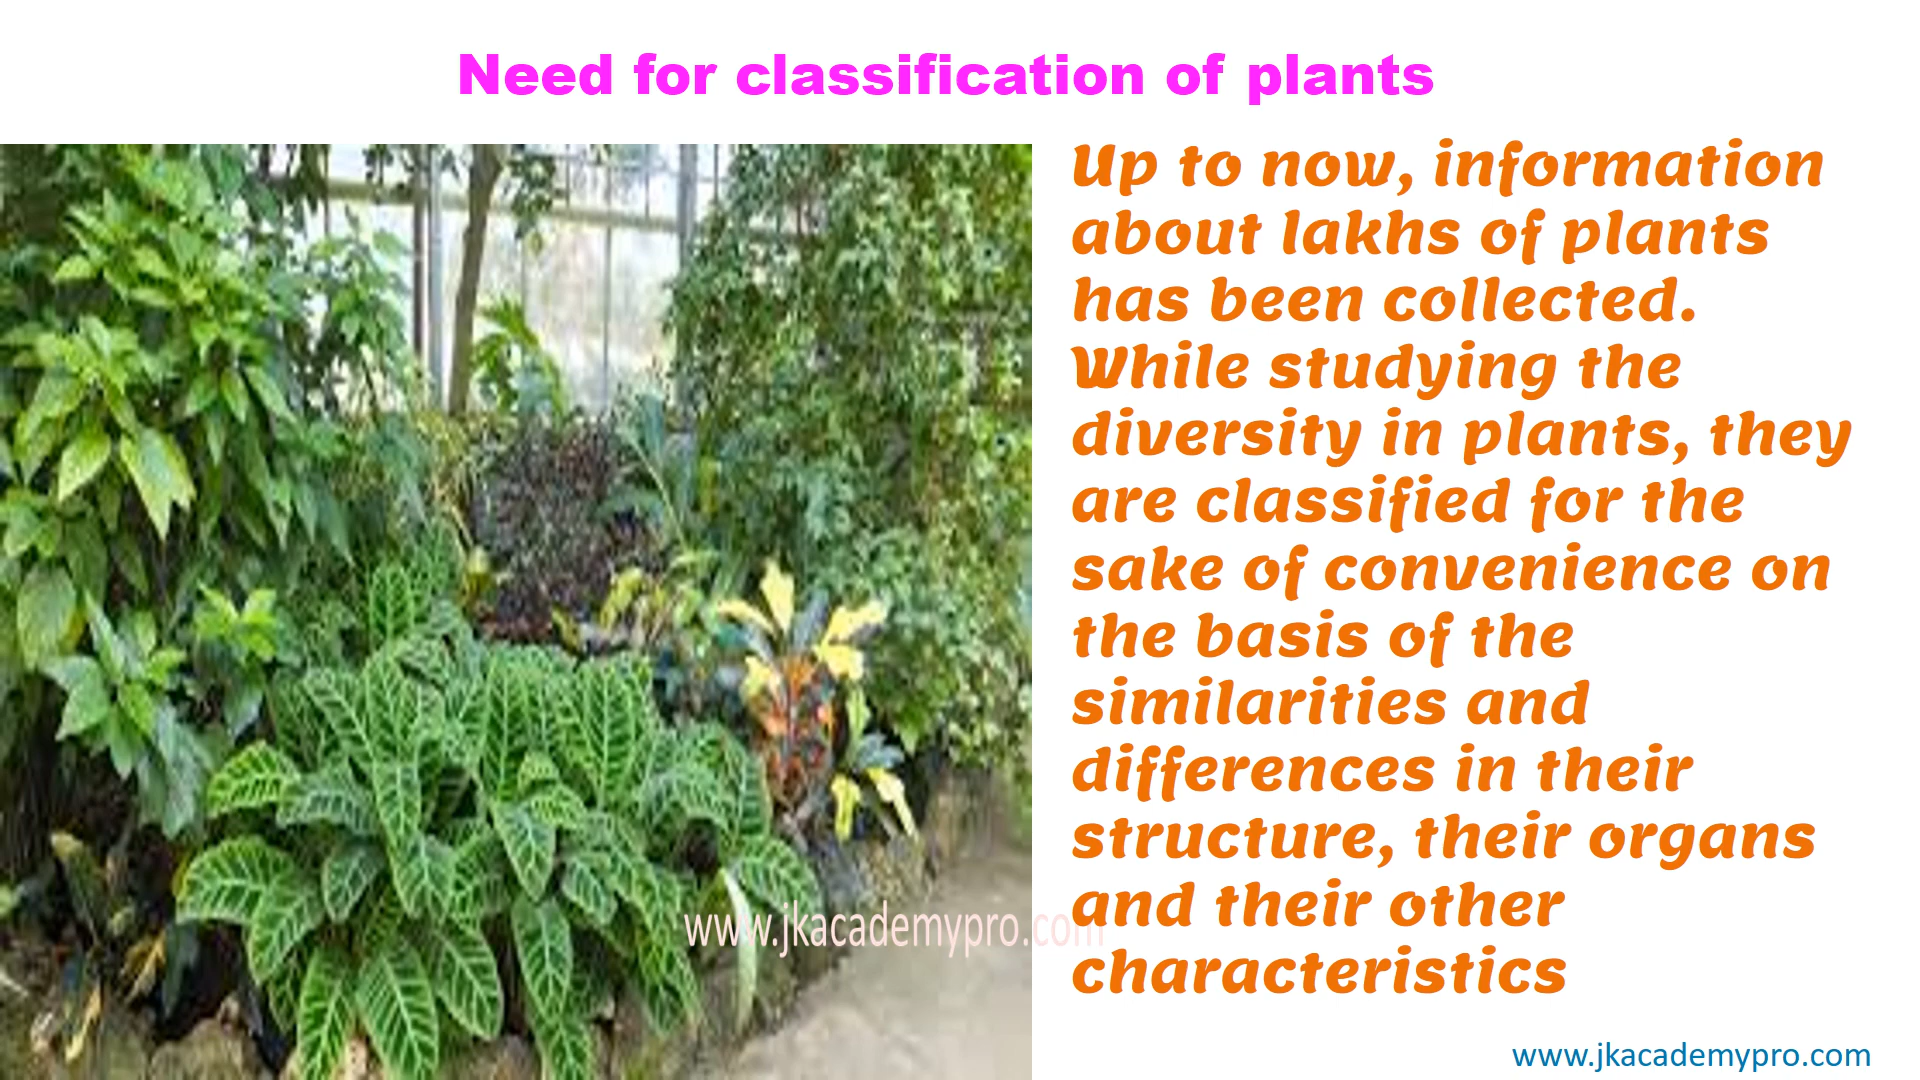 Need for classification of plants
Up to now, information
about lakhs of plants
has been collected.
While studying the
diversity in plants, they
are classified for the
sake of convenience on
the basis of the
similarities and
differences in their
structure, their organs
www.jkacademypro.com
and their other
characteristics
www.jkacademypro.com